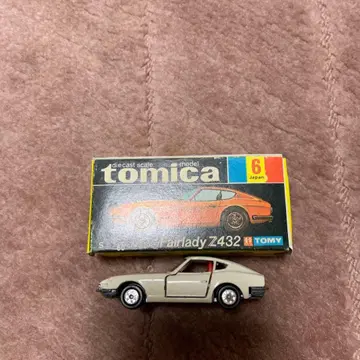 diecast scale model
tomica
6
Japan
Fairlady Z432
TOMY